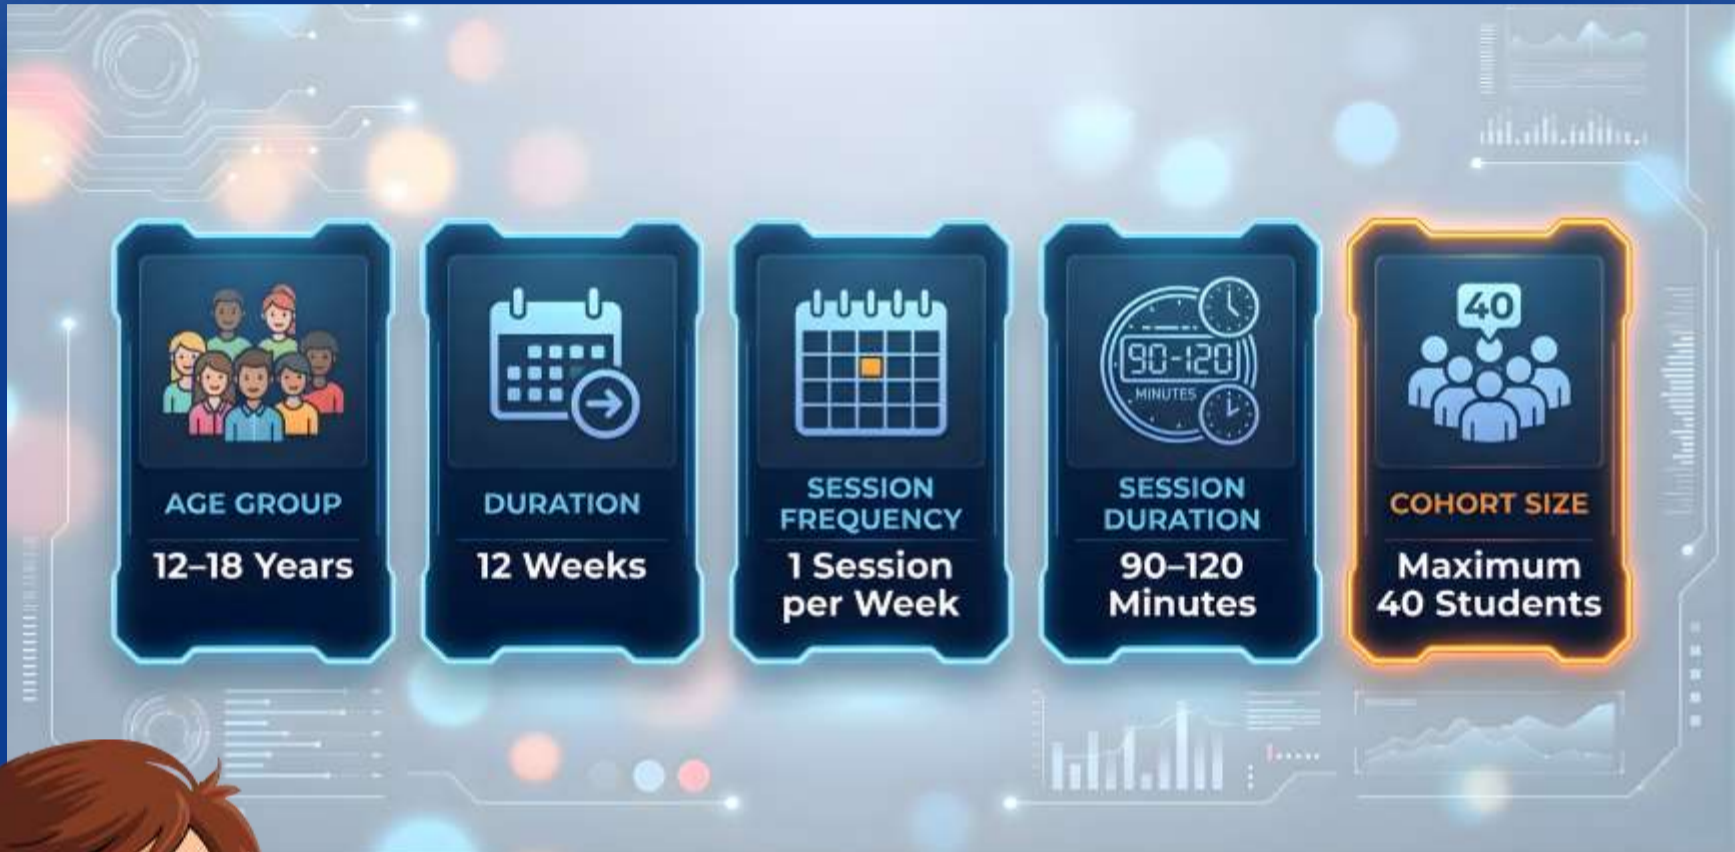 AGE GROUP
12–18 Years
DURATION
12 Weeks
SESSION
FREQUENCY
1 Session
per Week
90-120
MINUTES
SESSION
DURATION
90–120
Minutes
40
COHORT SIZE
Maximum
40 Students